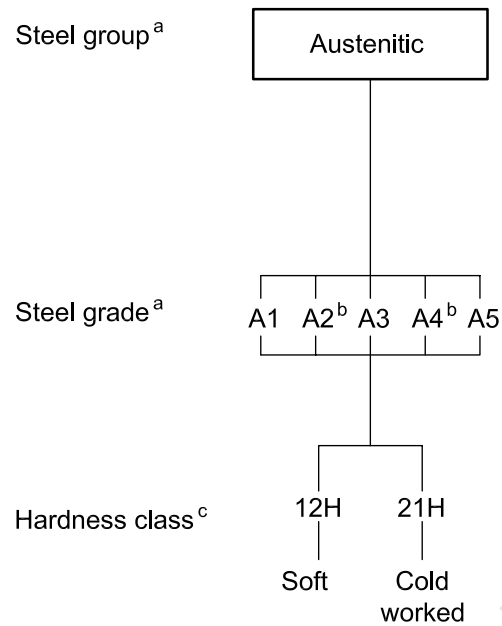 Steel group a
Austenitic
Steel grade a
A1 A2 b A3 A4 b A5
Hardness class c
12H 21H
Soft Cold
worked